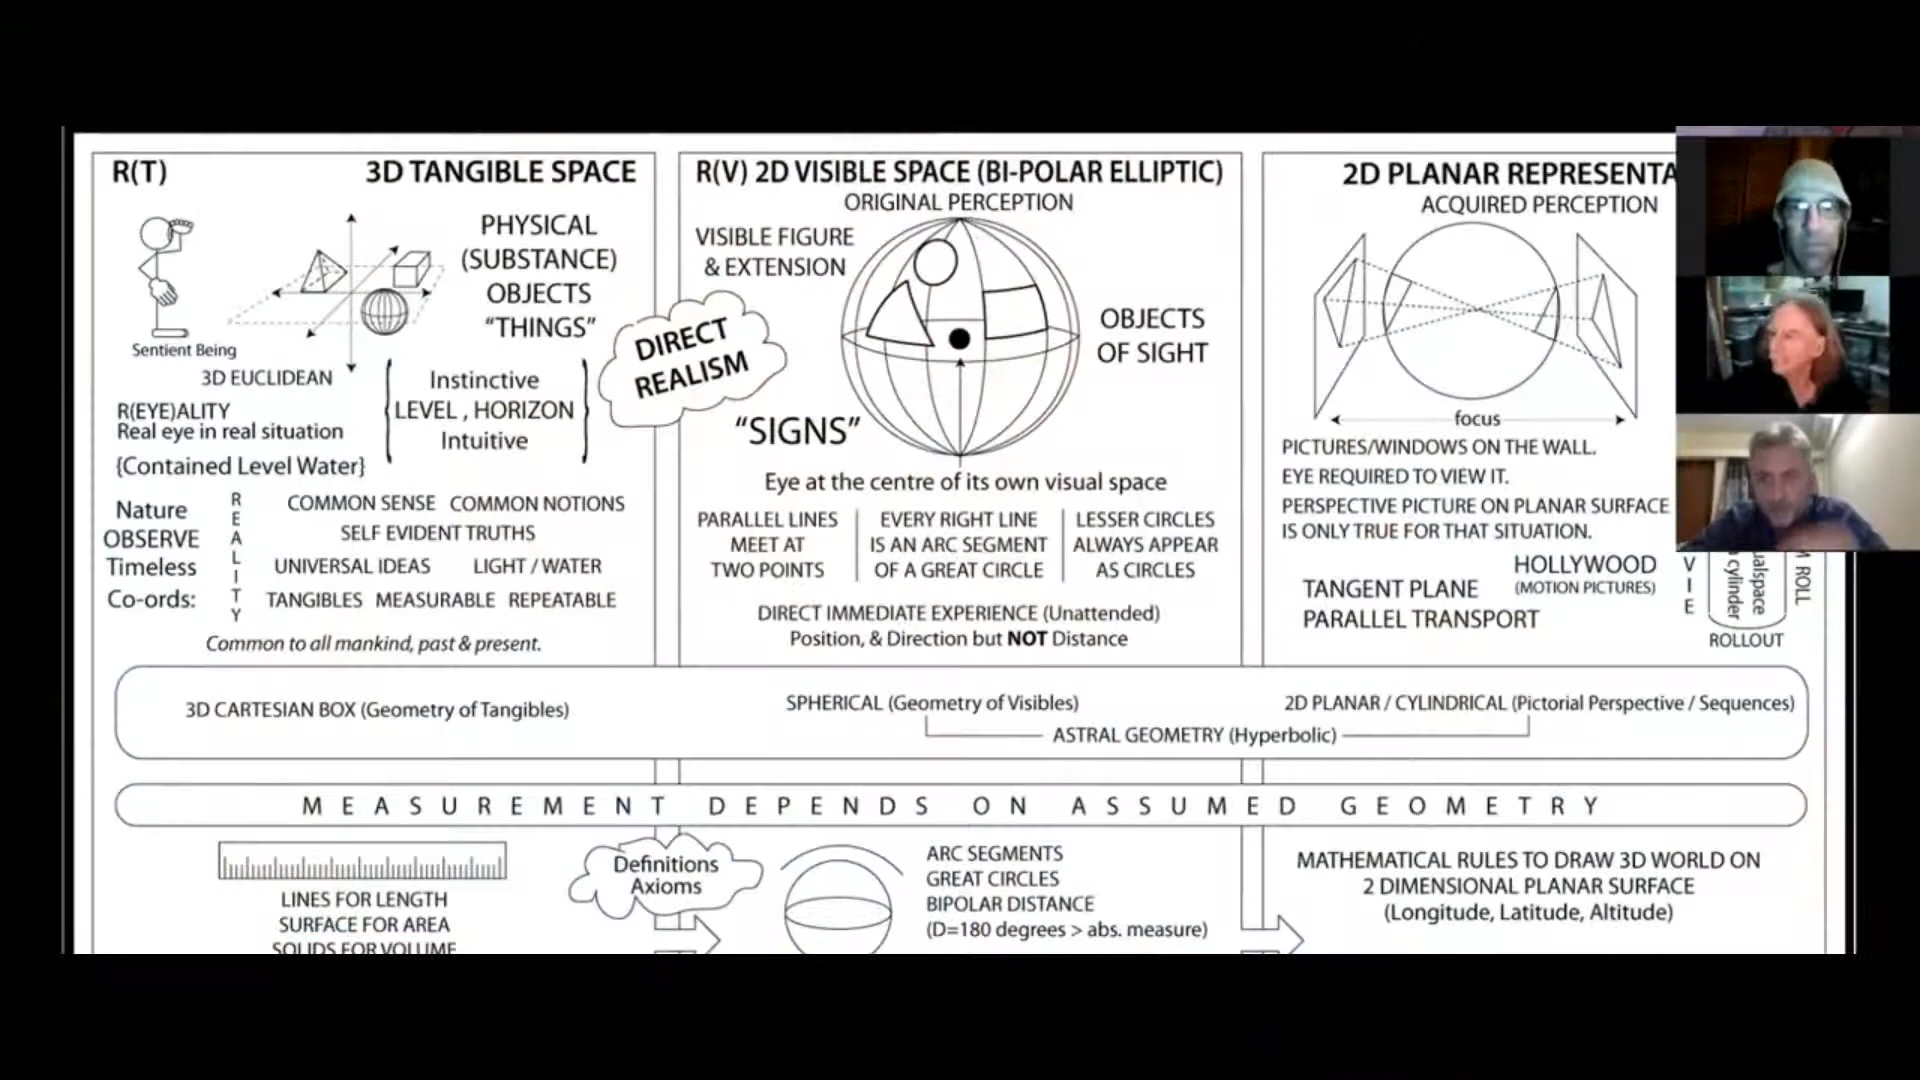 R(T) 3D TANGIBLE SPACE
PHYSICAL
(SUBSTANCE)
OBJECTS
“THINGS”
Sentient Being
3D EUCLIDEAN
R(EYE)ALITY
Real eye in real situation
{Contained Level Water}
Instinctive
LEVEL , HORIZON
Intuitive
Nature
OBSERVE
Timeless
Co-ords:
REALITY
COMMON SENSE COMMON NOTIONS
SELF EVIDENT TRUTHS
UNIVERSAL IDEAS LIGHT / WATER
TANGIBLES MEASURABLE REPEATABLE
Common to all mankind, past & present.
DIRECT
REALISM
R(V) 2D VISIBLE SPACE (BI-POLAR ELLIPTIC)
ORIGINAL PERCEPTION
VISIBLE FIGURE
& EXTENSION
OBJECTS
OF SIGHT
“SIGNS”
Eye at the centre of its own visual space
PARALLEL LINES
MEET AT
TWO POINTS
EVERY RIGHT LINE
IS AN ARC SEGMENT
OF A GREAT CIRCLE
LESSER CIRCLES
ALWAYS APPEAR
AS CIRCLES
DIRECT IMMEDIATE EXPERIENCE (Unattended)
Position, & Direction but NOT Distance
2D PLANAR REPRESENTA
ACQUIRED PERCEPTION
focus
PICTURES/WINDOWS ON THE WALL.
EYE REQUIRED TO VIEW IT.
PERSPECTIVE PICTURE ON PLANAR SURFACE
IS ONLY TRUE FOR THAT SITUATION.
HOLLYWOOD
(MOTION PICTURES)
TANGENT PLANE
PARALLEL TRANSPORT
VIE
cylinder
ualspace
ROLL
ROLLOUT
3D CARTESIAN BOX (Geometry of Tangibles)
SPHERICAL (Geometry of Visibles)
2D PLANAR / CYLINDRICAL (Pictorial Perspective / Sequences)
ASTRAL GEOMETRY (Hyperbolic)
MEASUREMENT DEPENDS ON ASSUMED GEOMETRY
LINES FOR LENGTH
SURFACE FOR AREA
SOLIDS FOR VOLUME
Definitions
Axioms
ARC SEGMENTS
GREAT CIRCLES
BIPOLAR DISTANCE
(D=180 degrees > abs. measure)
MATHEMATICAL RULES TO DRAW 3D WORLD ON
2 DIMENSIONAL PLANAR SURFACE
(Longitude, Latitude, Altitude)